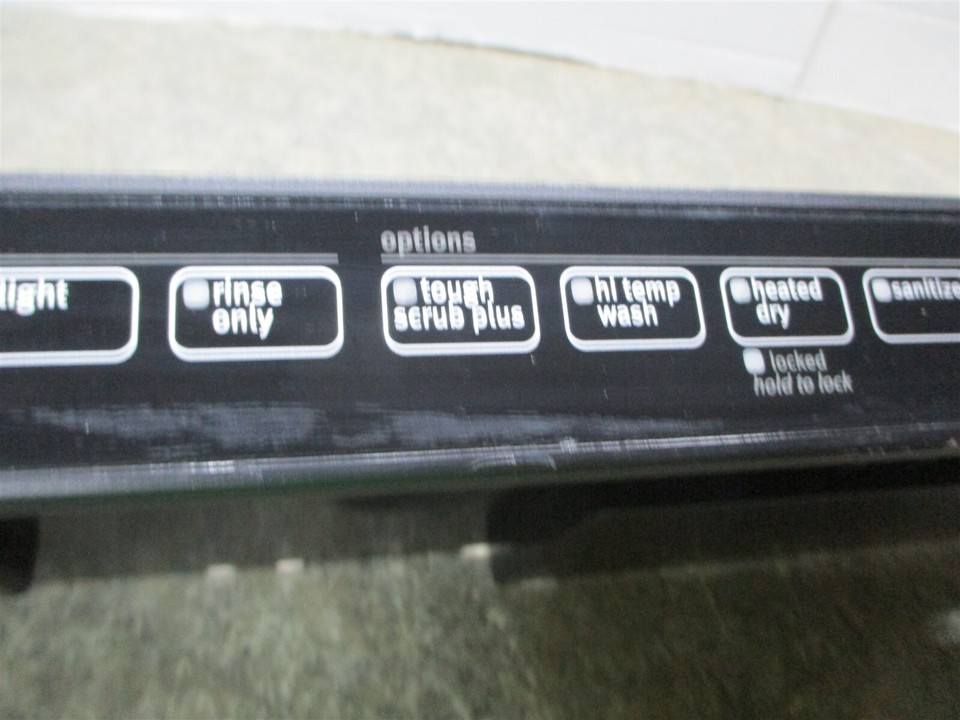 options
light
rinse
only
tough
scrub plus
hi temp
wash
heated
dry
sanitize
locked
hold to lock